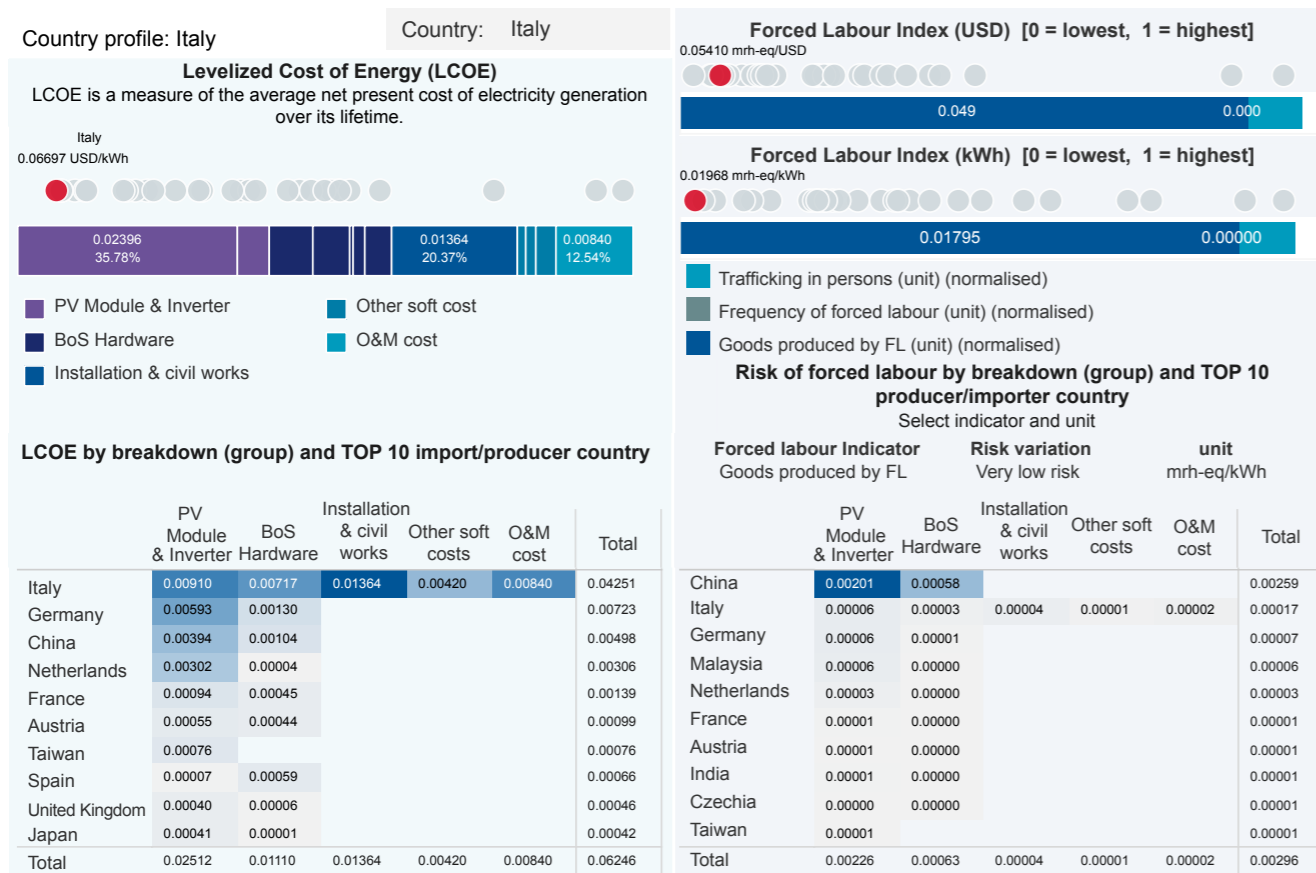 Country profile: Italy
Country: Italy
Levelized Cost of Energy (LCOE)
LCOE is a measure of the average net present cost of electricity generation
over its lifetime.
Italy
0.06697 USD/kWh
0.02396 0.01364 0.00840
35.78% 20.37% 12.54%
PV Module & Inverter Other soft cost
BoS Hardware O&M cost
Installation & civil works
LCOE by breakdown (group) and TOP 10 import/producer country
PV Module & Inverter BoS Hardware Installation & civil works Other soft costs O&M cost Total
Italy 0.00910 0.00717 0.01364 0.00420 0.00840 0.04251
Germany 0.00593 0.00130 0.00723
China 0.00394 0.00104 0.00498
Netherlands 0.00302 0.00004 0.00306
France 0.00094 0.00045 0.00139
Austria 0.00055 0.00044 0.00099
Taiwan 0.00076 0.00076
Spain 0.00007 0.00059 0.00066
United Kingdom 0.00040 0.00006 0.00046
Japan 0.00041 0.00001 0.00042
Total 0.02512 0.01110 0.01364 0.00420 0.00840 0.06246
Forced Labour Index (USD) [0 = lowest, 1 = highest]
0.05410 mrh-eq/USD
0.049 0.000
Forced Labour Index (kWh) [0 = lowest, 1 = highest]
0.01968 mrh-eq/kWh
0.01795 0.00000
Trafficking in persons (unit) (normalised)
Frequency of forced labour (unit) (normalised)
Goods produced by FL (unit) (normalised)
Risk of forced labour by breakdown (group) and TOP 10
producer/importer country
Select indicator and unit
Forced labour Indicator Risk variation unit
Goods produced by FL Very low risk mrh-eq/kWh
PV Module & Inverter BoS Hardware Installation & civil works Other soft costs O&M cost Total
China 0.00201 0.00058 0.00259
Italy 0.00006 0.00003 0.00004 0.00001 0.00002 0.00017
Germany 0.00006 0.00001 0.00007
Malaysia 0.00006 0.00000 0.00006
Netherlands 0.00003 0.00000 0.00003
France 0.00001 0.00000 0.00001
Austria 0.00001 0.00000 0.00001
India 0.00001 0.00000 0.00001
Czechia 0.00000 0.00000 0.00001
Taiwan 0.00001 0.00001
Total 0.00226 0.00063 0.00004 0.00001 0.00002 0.00296